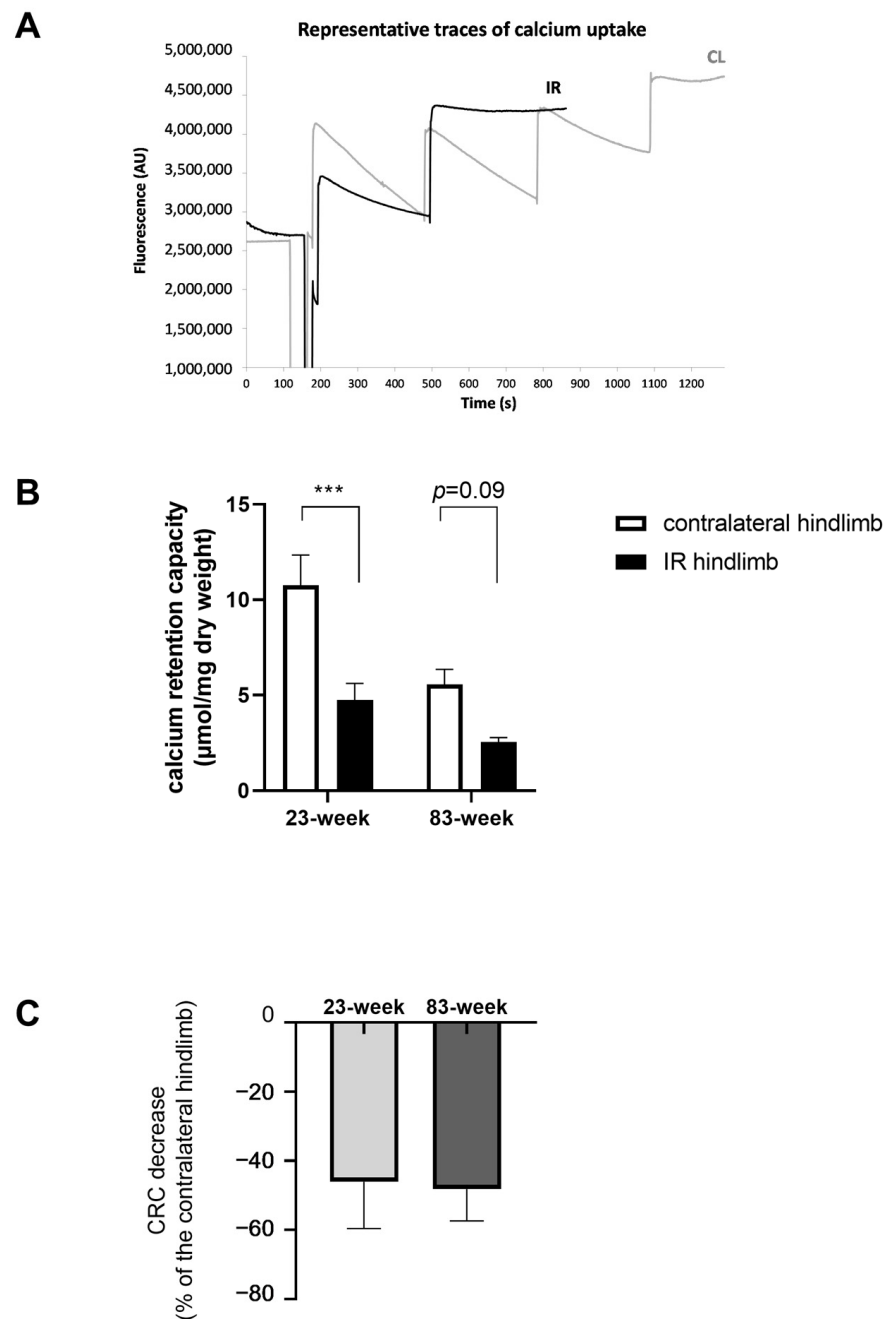 A
Representative traces of calcium uptake
Fluorescence (AU)
5,000,000
4,500,000
4,000,000
3,500,000
3,000,000
2,500,000
2,000,000
1,500,000
1,000,000
CL
IR
0 100 200 300 400 500 600 700 800 900 1000 1100 1200
Time (s)
B
calcium retention capacity
(µmol/mg dry weight)
15
10
5
0
***
p=0.09
23-week 83-week
contralateral hindlimb
IR hindlimb
C
CRC decrease
(% of the contralateral hindlimb)
23-week 83-week
0
−20
−40
−60
−80